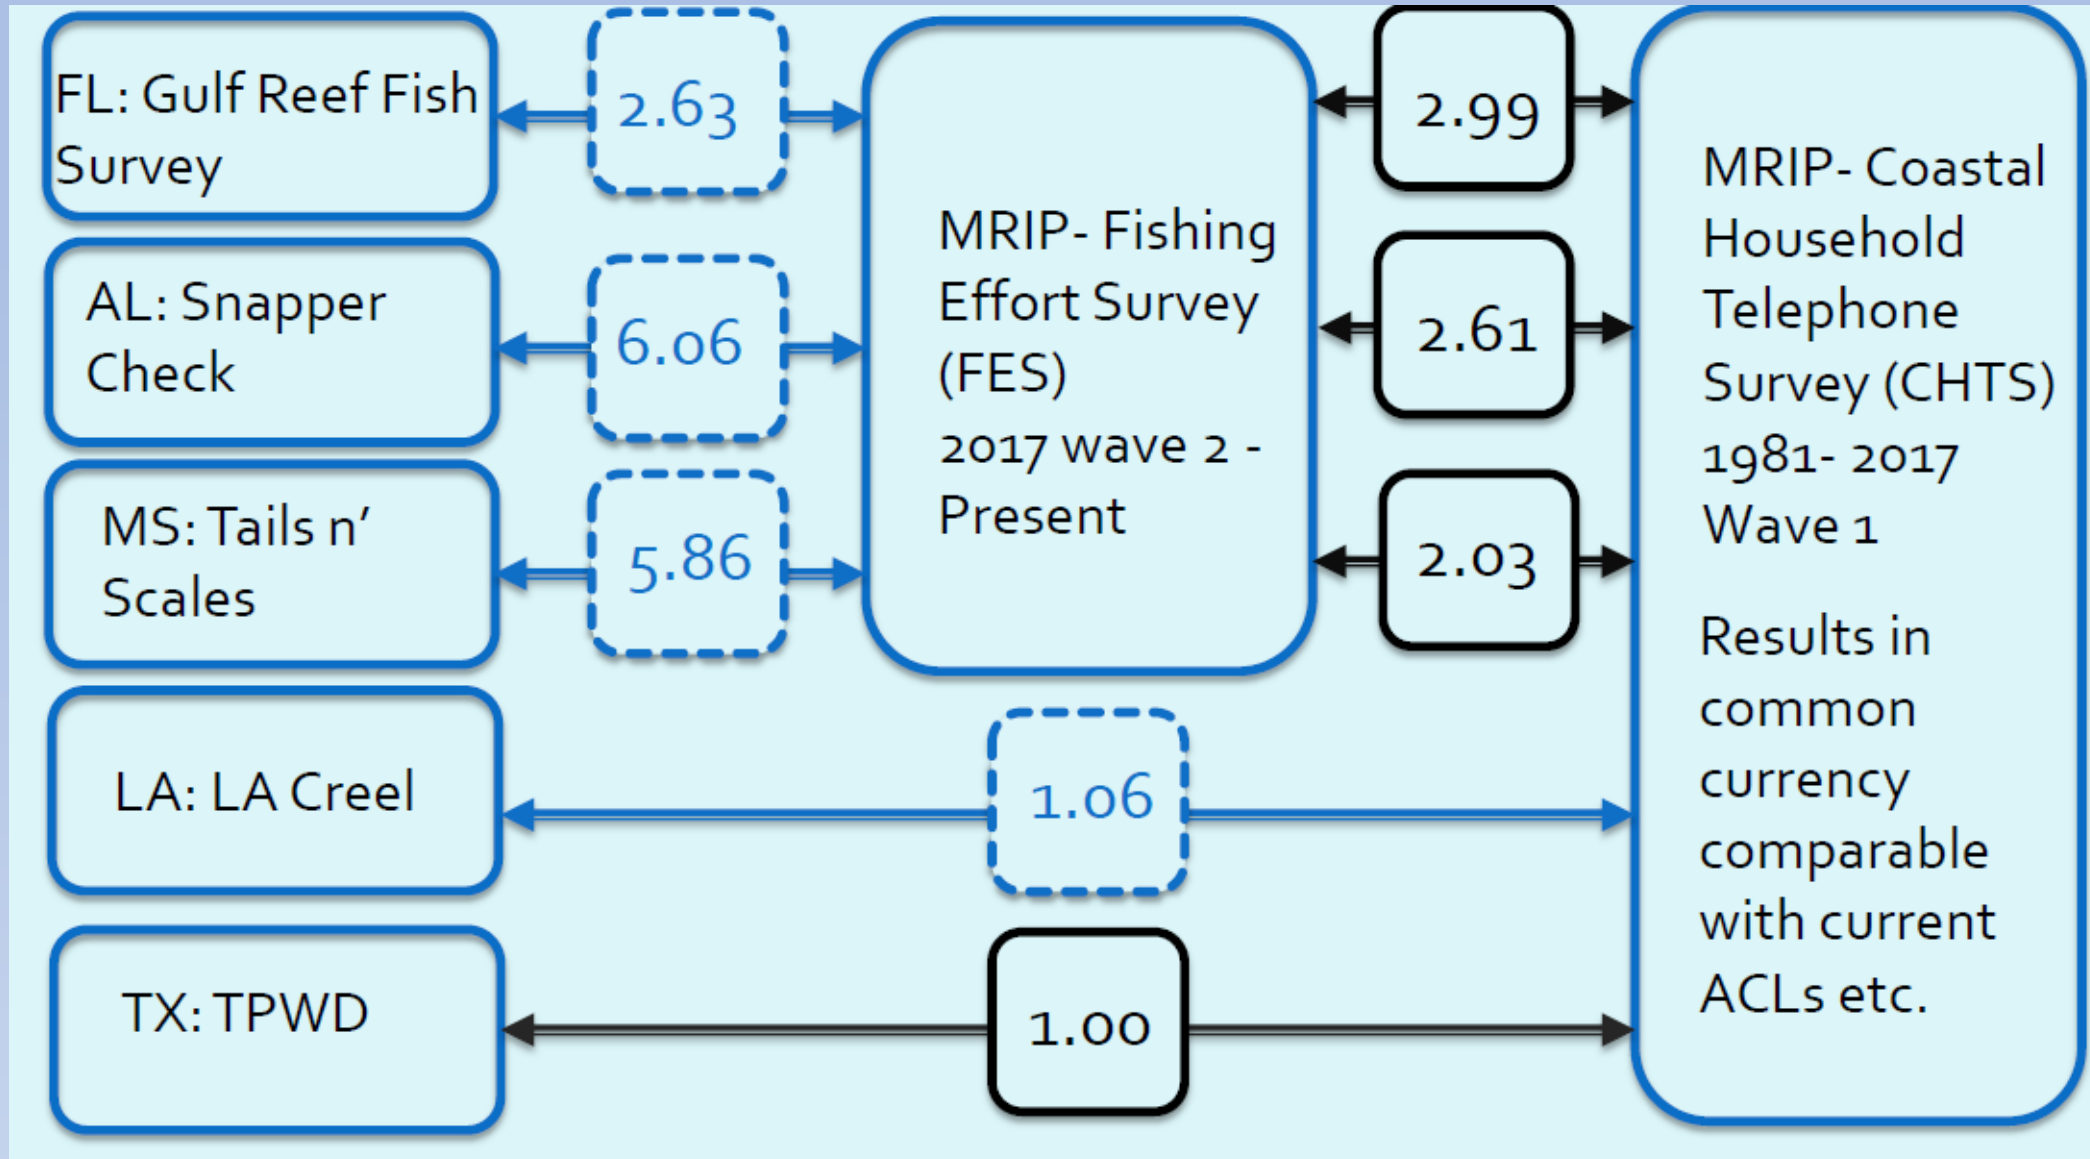 FL: Gulf Reef Fish
Survey
2.63
AL: Snapper
Check
6.06
MS: Tails n’
Scales
5.86
LA: LA Creel
1.06
TX: TPWD
1.00
MRIP- Fishing
Effort Survey
(FES)
2017 wave 2 -
Present
2.99
2.61
2.03
MRIP- Coastal
Household
Telephone
Survey (CHTS)
1981- 2017
Wave 1
Results in
common
currency
comparable
with current
ACLs etc.